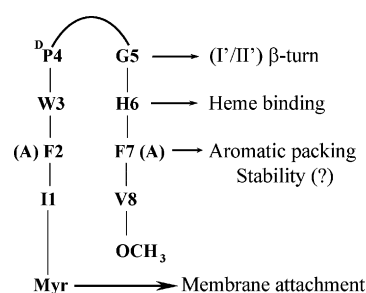 ᴰP4 G5 (I’/II’) β-turn
W3 H6 Heme binding
(A) F2 F7 (A) Aromatic packing
Stability (?)
I1 V8
OCH₃
Myr Membrane attachment